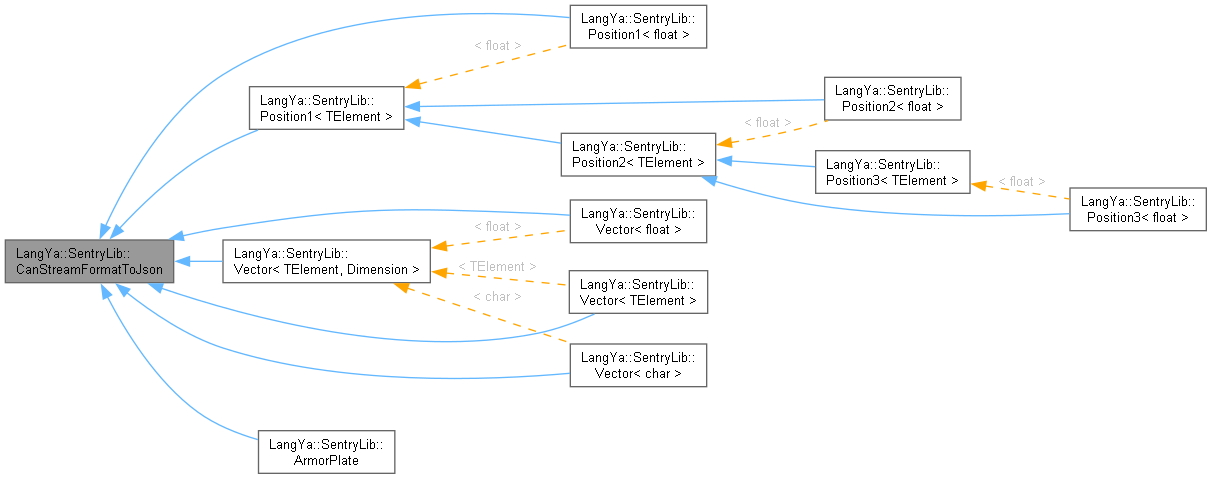 LangYa::SentryLib::
Position1< float >
< float >
LangYa::SentryLib::
Position1< TElement >
LangYa::SentryLib::
Position2< float >
< float >
LangYa::SentryLib::
Position2< TElement >
LangYa::SentryLib::
Position3< TElement >
< float >
LangYa::SentryLib::
Position3< float >
LangYa::SentryLib::
Vector< float >
< float >
LangYa::SentryLib::
CanStreamFormatToJson
LangYa::SentryLib::
Vector< TElement, Dimension >
< TElement >
LangYa::SentryLib::
Vector< TElement >
< char >
LangYa::SentryLib::
Vector< char >
LangYa::SentryLib::
ArmorPlate